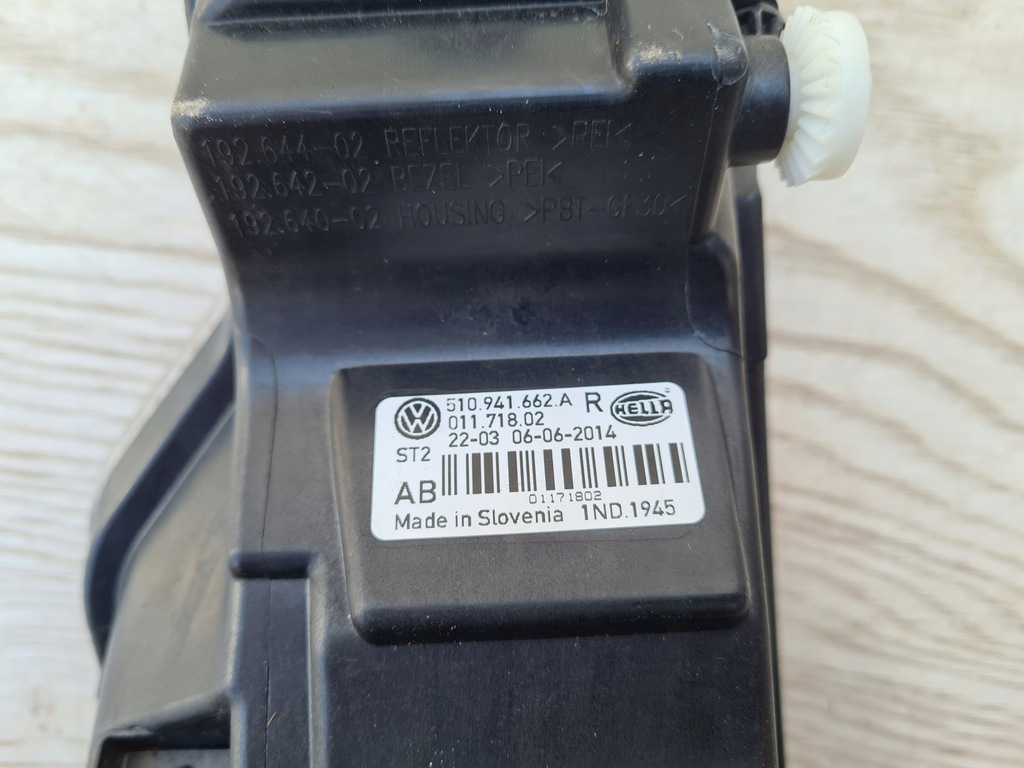 192.644-02 REFLEKTOR >PEI<
192.642-02 BEZEL >PEI<
192.640-02 HOUSING >PBT-GF30<
VW 510.941.662.A R HELLA
011.718.02
22-03 06-06-2014
ST2
AB
01171802
Made in Slovenia 1ND.1945